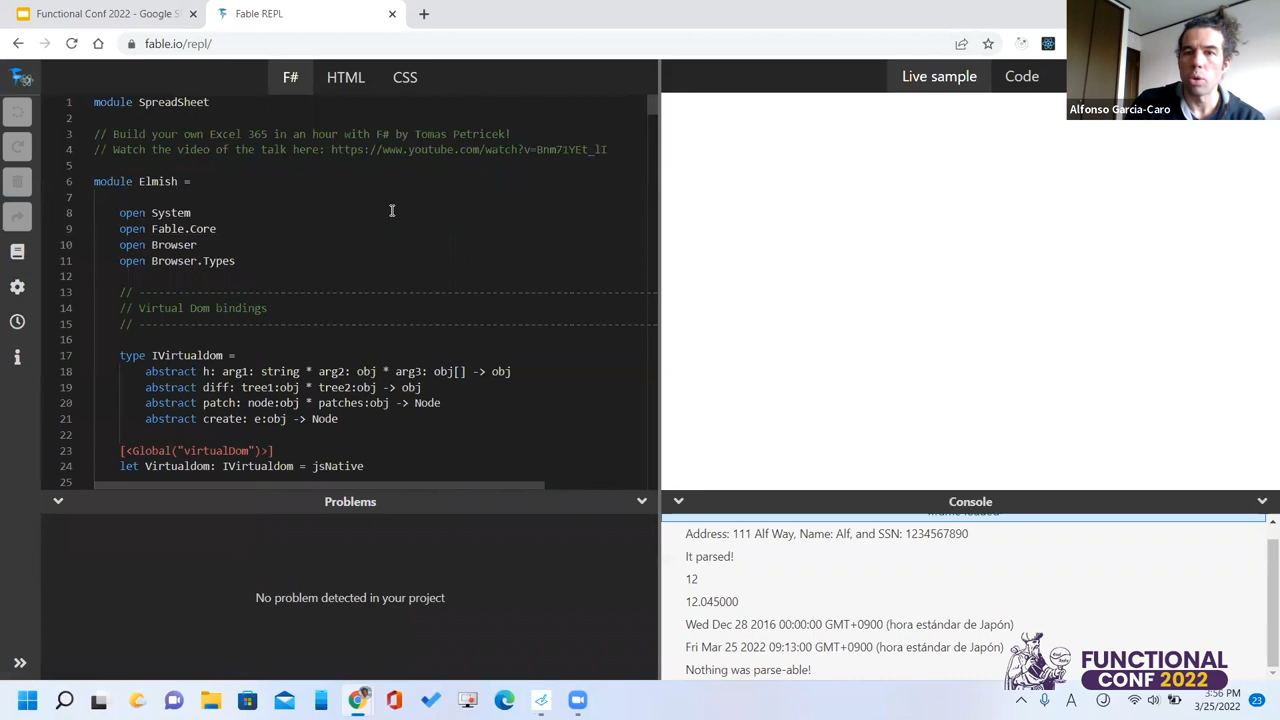 Functional Conf 2022 - Google S
Fable REPL
fable.io/repl/
F#
HTML
CSS
Live sample
Code
Alfonso Garcia-Caro
1 module SpreadSheet
2
3 // Build your own Excel 365 in an hour with F# by Tomas Petricek!
4 // Watch the video of the talk here: https://www.youtube.com/watch?v=Bnm71YEt_lI
5
6 module Elmish =
7
8 open System
9 open Fable.Core
10 open Browser
11 open Browser.Types
12
13 // --------------------------------------------------------------------------------
14 // Virtual Dom bindings
15 // --------------------------------------------------------------------------------
16
17 type IVirtualdom =
18 abstract h: arg1: string * arg2: obj * arg3: obj[] -> obj
19 abstract diff: tree1:obj * tree2:obj -> obj
20 abstract patch: node:obj * patches:obj -> Node
21 abstract create: e:obj -> Node
22
23 [<Global("virtualDom")>]
24 let Virtualdom: IVirtualdom = jsNative
25
Problems
No problem detected in your project
Console
Address: 111 Alf Way, Name: Alf, and SSN: 1234567890
It parsed!
12
12.045000
Wed Dec 28 2016 00:00:00 GMT+0900 (hora estándar de Japón)
Fri Mar 25 2022 09:13:00 GMT+0900 (hora estándar de Japón)
Nothing was parse-able!
FUNCTIONAL
CONF 2022
3:56 PM
3/25/2022
23